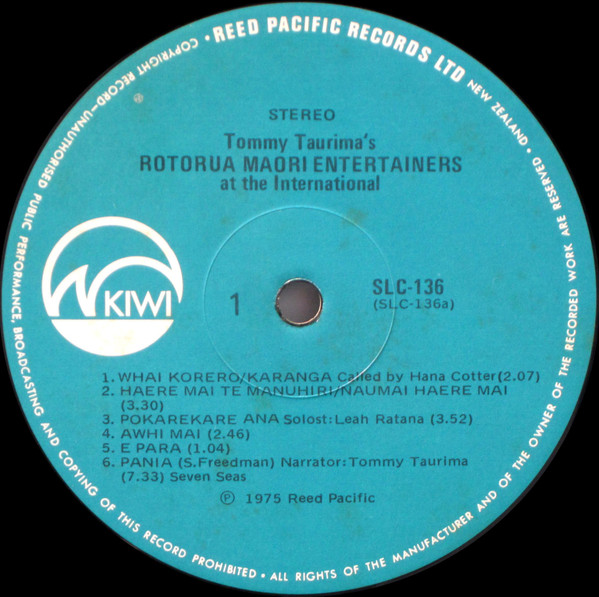 REED PACIFIC RECORDS LTD NEW ZEALAND • ALL RIGHTS OF THE MANUFACTURER AND OF THE OWNER OF THE RECORDED WORK ARE RESERVED • COPYRIGHT RECORD—UNAUTHORISED PUBLIC PERFORMANCE, BROADCASTING AND COPYING OF THIS RECORD PROHIBITED •
STEREO
Tommy Taurima's
ROTORUA MAORI ENTERTAINERS
at the International
KIWI
1
SLC-136
(SLC-136a)
1. WHAI KORERO/KARANGA Called by Hana Cotter (2.07)
2. HAERE MAI TE MANUHIRI/NAUMAI HAERE MAI
(3.30)
3. POKAREKARE ANA Solost: Leah Ratana (3.52)
4. AWHI MAI (2.46)
5. E PARA (1.04)
6. PANIA (S.Freedman) Narrator: Tommy Taurima
(7.33) Seven Seas
℗ 1975 Reed Pacific